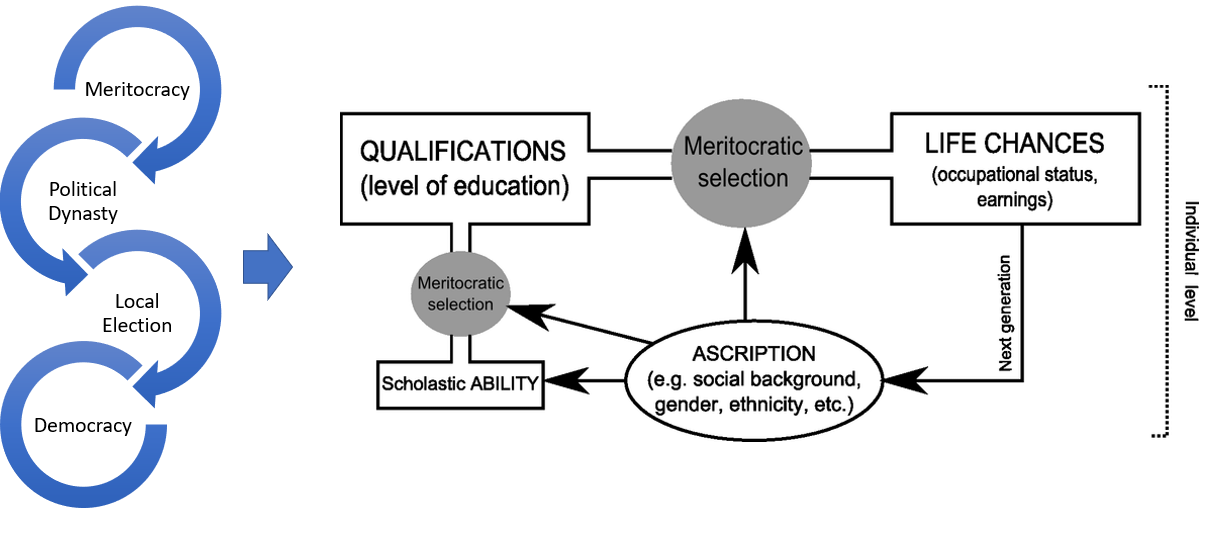 Meritocracy
Political
Dynasty
Local
Election
Democracy
QUALIFICATIONS
(level of education)
Meritocratic
selection
LIFE CHANCES
(occupational status,
earnings)
Meritocratic
selection
Scholastic ABILITY
ASCRIPTION
(e.g. social background,
gender, ethnicity, etc.)
Next generation
Individual level